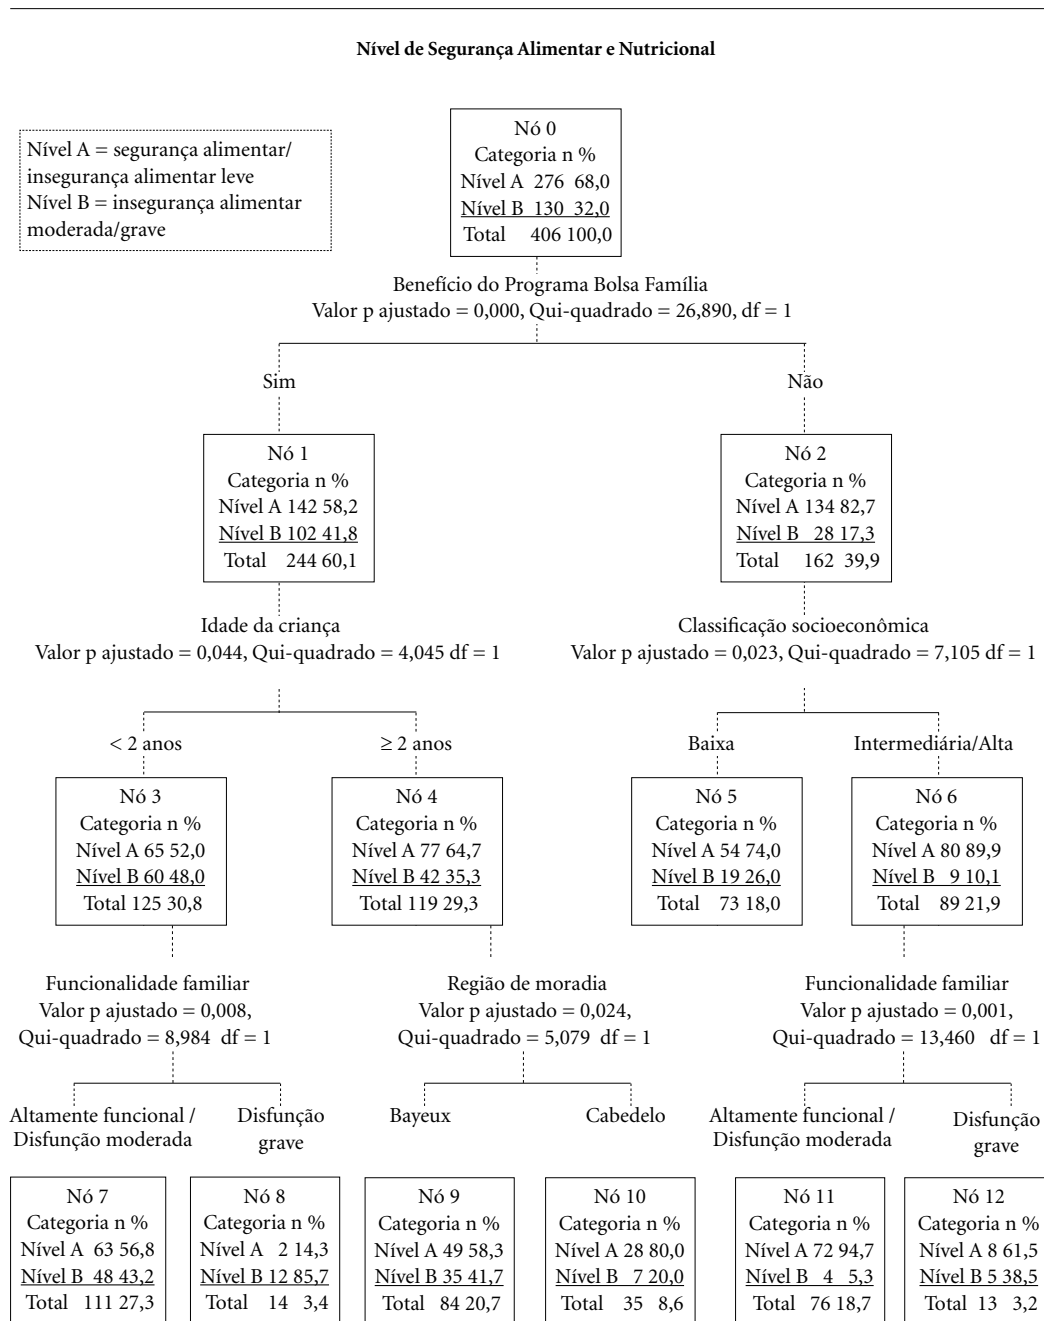 Nível de Segurança Alimentar e Nutricional
Nível A = segurança alimentar/
insegurança alimentar leve
Nível B = insegurança alimentar
moderada/grave
Nó 0
Categoria n %
Nível A 276 68,0
Nível B 130 32,0
Total 406 100,0
Benefício do Programa Bolsa Família
Valor p ajustado = 0,000, Qui-quadrado = 26,890, df = 1
Sim
Não
Nó 1
Categoria n %
Nível A 142 58,2
Nível B 102 41,8
Total 244 60,1
Nó 2
Categoria n %
Nível A 134 82,7
Nível B 28 17,3
Total 162 39,9
Idade da criança
Valor p ajustado = 0,044, Qui-quadrado = 4,045 df = 1
Classificação socioeconômica
Valor p ajustado = 0,023, Qui-quadrado = 7,105 df = 1
< 2 anos
≥ 2 anos
Baixa
Intermediária/Alta
Nó 3
Categoria n %
Nível A 65 52,0
Nível B 60 48,0
Total 125 30,8
Nó 4
Categoria n %
Nível A 77 64,7
Nível B 42 35,3
Total 119 29,3
Nó 5
Categoria n %
Nível A 54 74,0
Nível B 19 26,0
Total 73 18,0
Nó 6
Categoria n %
Nível A 80 89,9
Nível B 9 10,1
Total 89 21,9
Funcionalidade familiar
Valor p ajustado = 0,008,
Qui-quadrado = 8,984 df = 1
Região de moradia
Valor p ajustado = 0,024,
Qui-quadrado = 5,079 df = 1
Funcionalidade familiar
Valor p ajustado = 0,001,
Qui-quadrado = 13,460 df = 1
Altamente funcional /
Disfunção moderada
Disfunção
grave
Bayeux
Cabedelo
Altamente funcional /
Disfunção moderada
Disfunção
grave
Nó 7
Categoria n %
Nível A 63 56,8
Nível B 48 43,2
Total 111 27,3
Nó 8
Categoria n %
Nível A 2 14,3
Nível B 12 85,7
Total 14 3,4
Nó 9
Categoria n %
Nível A 49 58,3
Nível B 35 41,7
Total 84 20,7
Nó 10
Categoria n %
Nível A 28 80,0
Nível B 7 20,0
Total 35 8,6
Nó 11
Categoria n %
Nível A 72 94,7
Nível B 4 5,3
Total 76 18,7
Nó 12
Categoria n %
Nível A 8 61,5
Nível B 5 38,5
Total 13 3,2